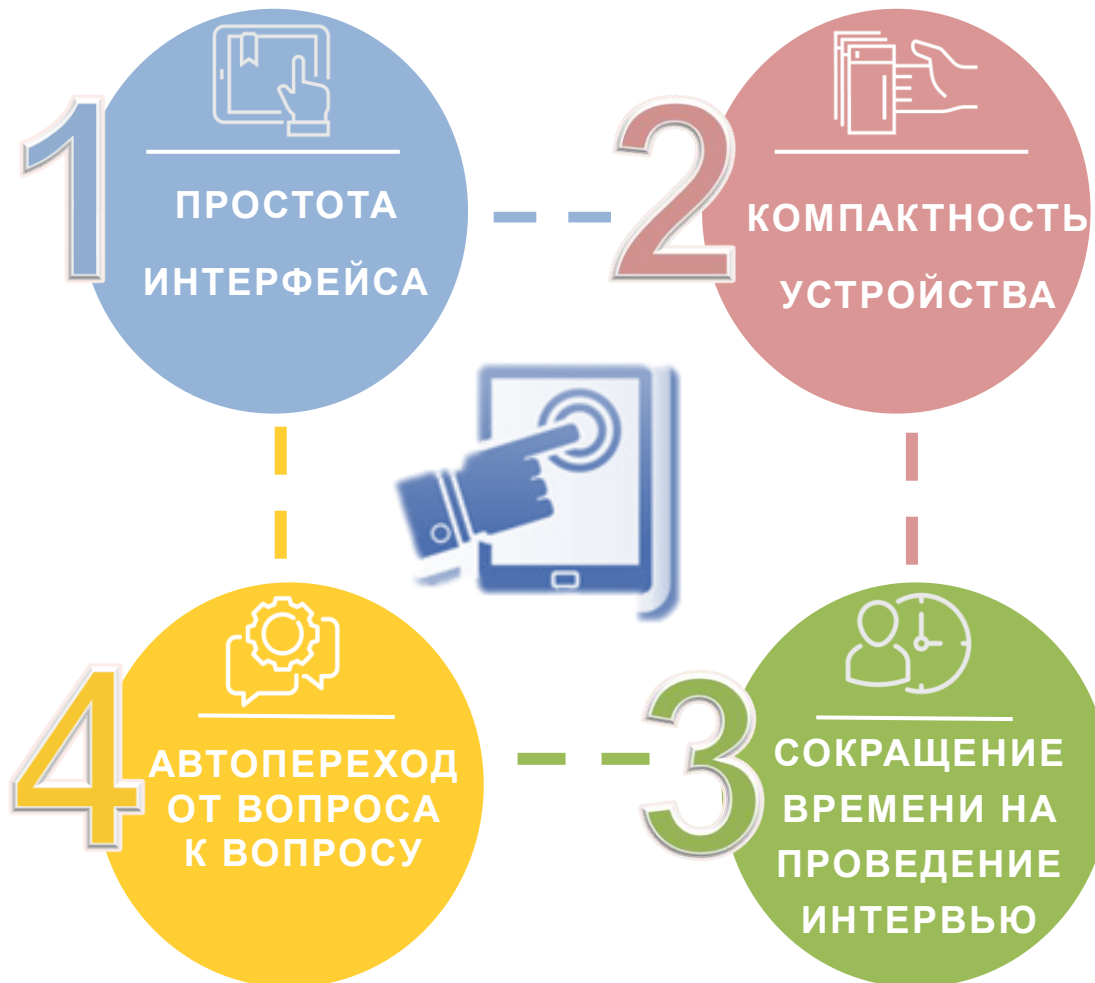 1
ПРОСТОТА
ИНТЕРФЕЙСА
2
КОМПАКТНОСТЬ
УСТРОЙСТВА
3
СОКРАЩЕНИЕ
ВРЕМЕНИ НА
ПРОВЕДЕНИЕ
ИНТЕРВЬЮ
4
АВТОПЕРЕХОД
ОТ ВОПРОСА
К ВОПРОСУ